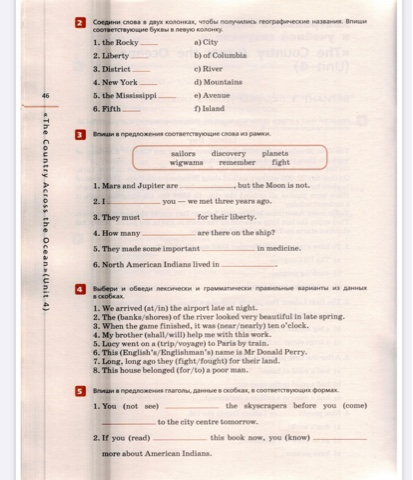 2 Соедини слова в двух колонках, чтобы получились географические названия. Впиши
соответствующие буквы в левую колонку.
1. the Rocky ____ a) City
2. Liberty ____ b) of Columbia
3. District ____ c) River
4. New York ____ d) Mountains
5. the Mississippi ____ e) Avenue
6. Fifth ____ f) Island
46
«The Country Across the Ocean» (Unit 4)
3 Впиши в предложения соответствующие слова из рамки.
sailors discovery planets
wigwams remember fight
1. Mars and Jupiter are ____, but the Moon is not.
2. I ____ you — we met three years ago.
3. They must ____ for their liberty.
4. How many ____ are there on the ship?
5. They made some important ____ in medicine.
6. North American Indians lived in ____.
4 Выбери и обведи лексически и грамматически правильные варианты из данных
в скобках.
1. We arrived (at/in) the airport late at night.
2. The (banks/shores) of the river looked very beautiful in late spring.
3. When the game finished, it was (near/nearly) ten o'clock.
4. My brother (shall/will) help me with this work.
5. Lucy went on a (trip/voyage) to Paris by train.
6. This (English's/Englishman's) name is Mr Donald Perry.
7. Long, long ago they (fight/fought) for their land.
8. This house belonged (for/to) a poor man.
5 Впиши в предложения глаголы, данные в скобках, в соответствующих формах.
1. You (not see) ____ the skyscrapers before you (come)
____ to the city centre tomorrow.
2. If you (read) ____ this book now, you (know) ____
more about American Indians.